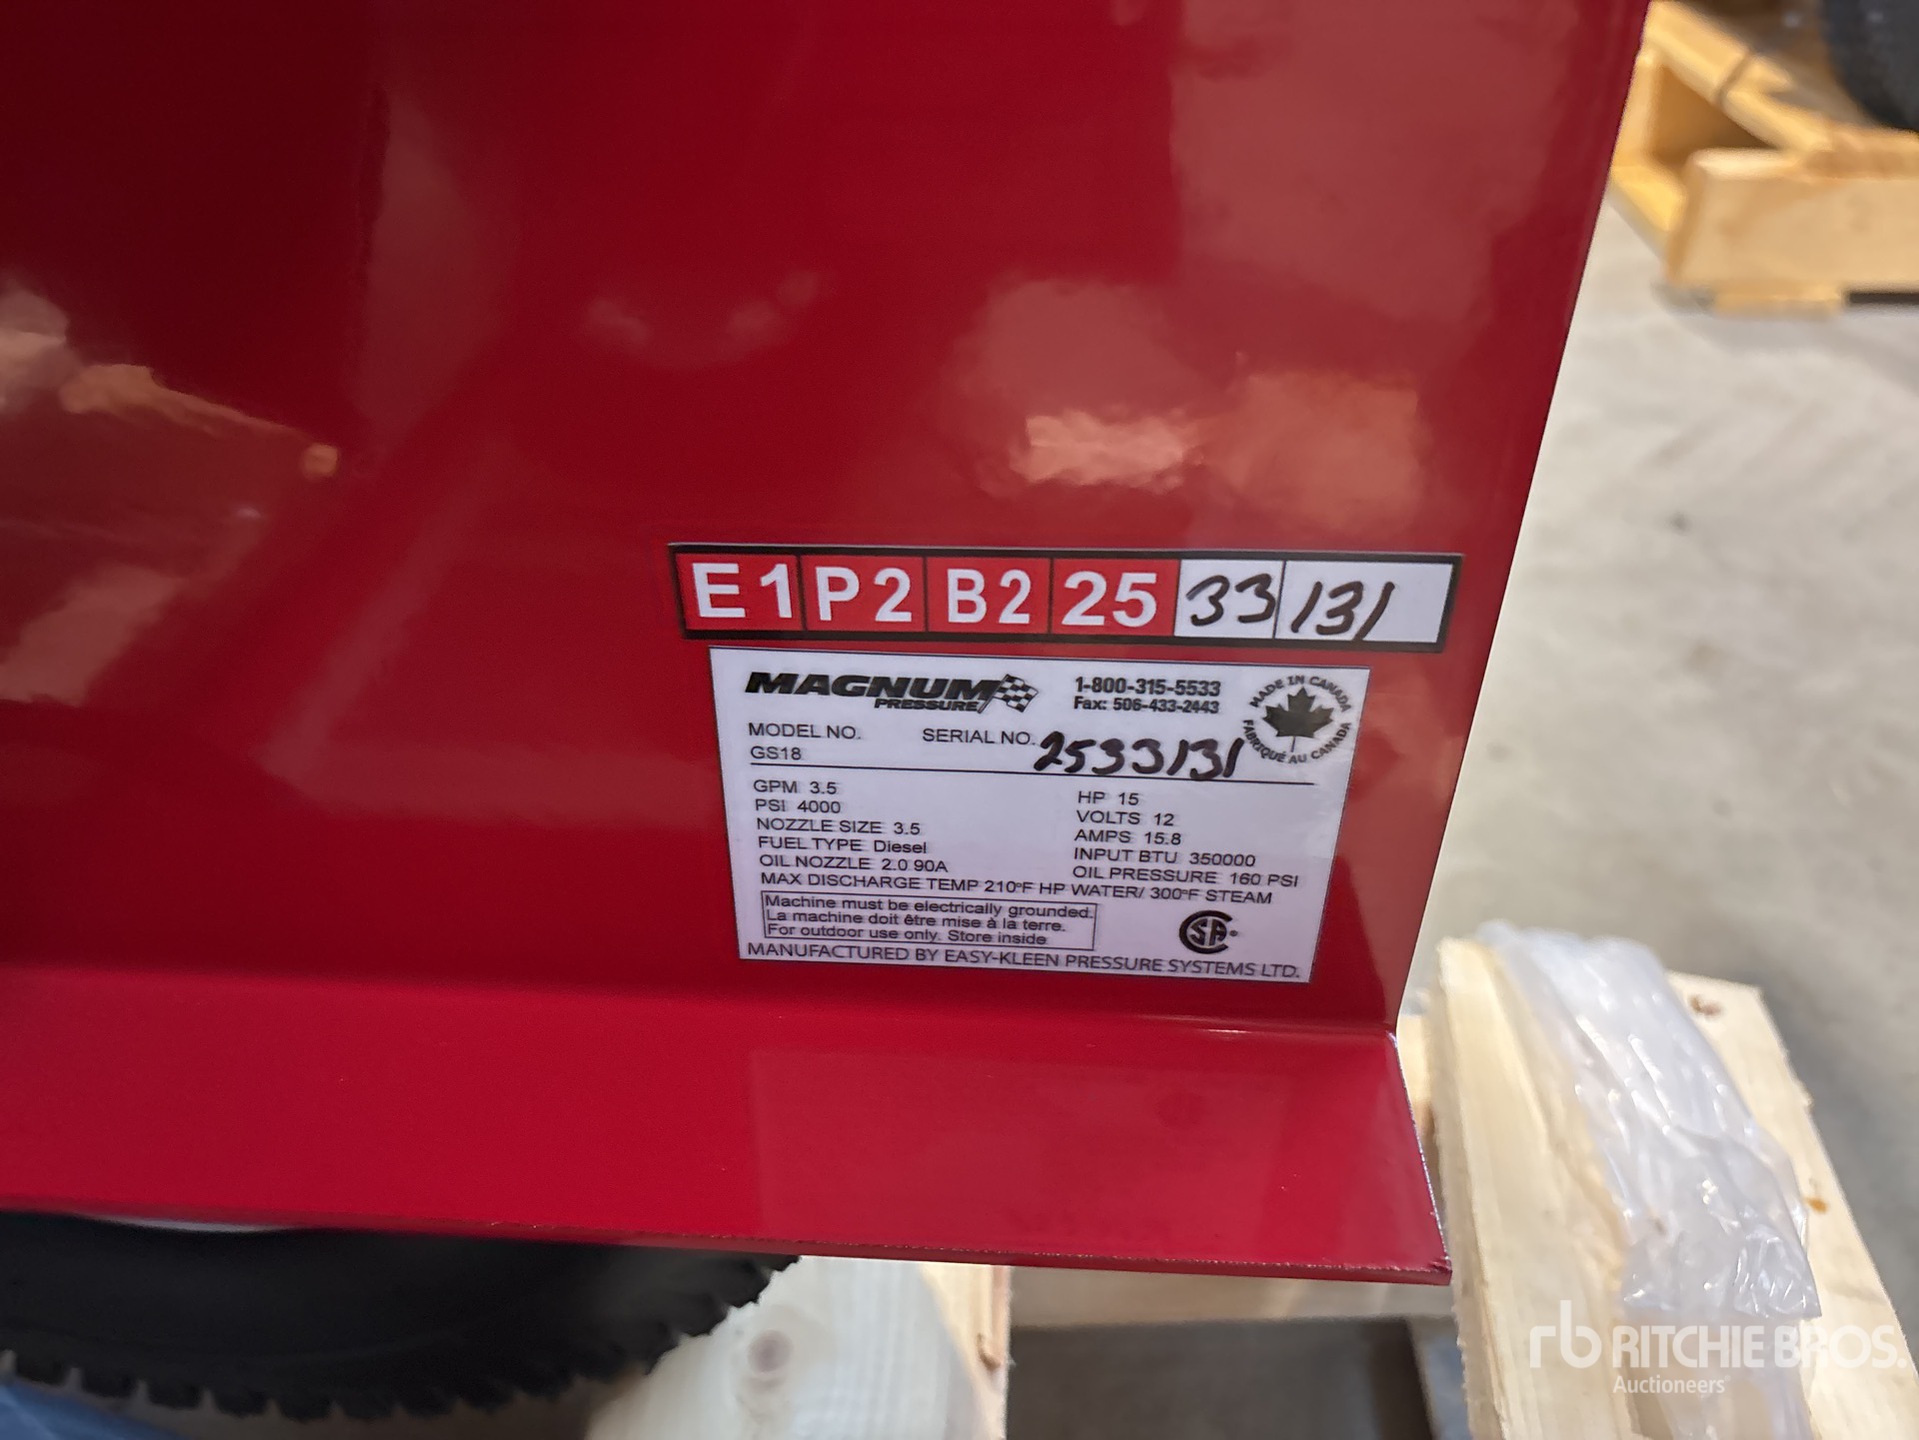 E1 P2 B2 25 33 131
MAGNUM PRESSURE
1-800-315-5533
Fax: 506-433-2443
MADE IN CANADA
FABRIQUÉ AU CANADA
MODEL NO.
GS18
SERIAL NO. 2533131
GPM 3.5
PSI 4000
NOZZLE SIZE 3.5
FUEL TYPE Diesel
OIL NOZZLE 2.0 90A
HP 15
VOLTS 12
AMPS 15.8
INPUT BTU 350000
OIL PRESSURE 160 PSI
MAX DISCHARGE TEMP 210°F HP WATER/ 300°F STEAM
Machine must be electrically grounded.
La machine doit être mise à la terre.
For outdoor use only. Store inside
CSA
MANUFACTURED BY EASY-KLEEN PRESSURE SYSTEMS LTD.
rb RITCHIE BROS.
Auctioneers